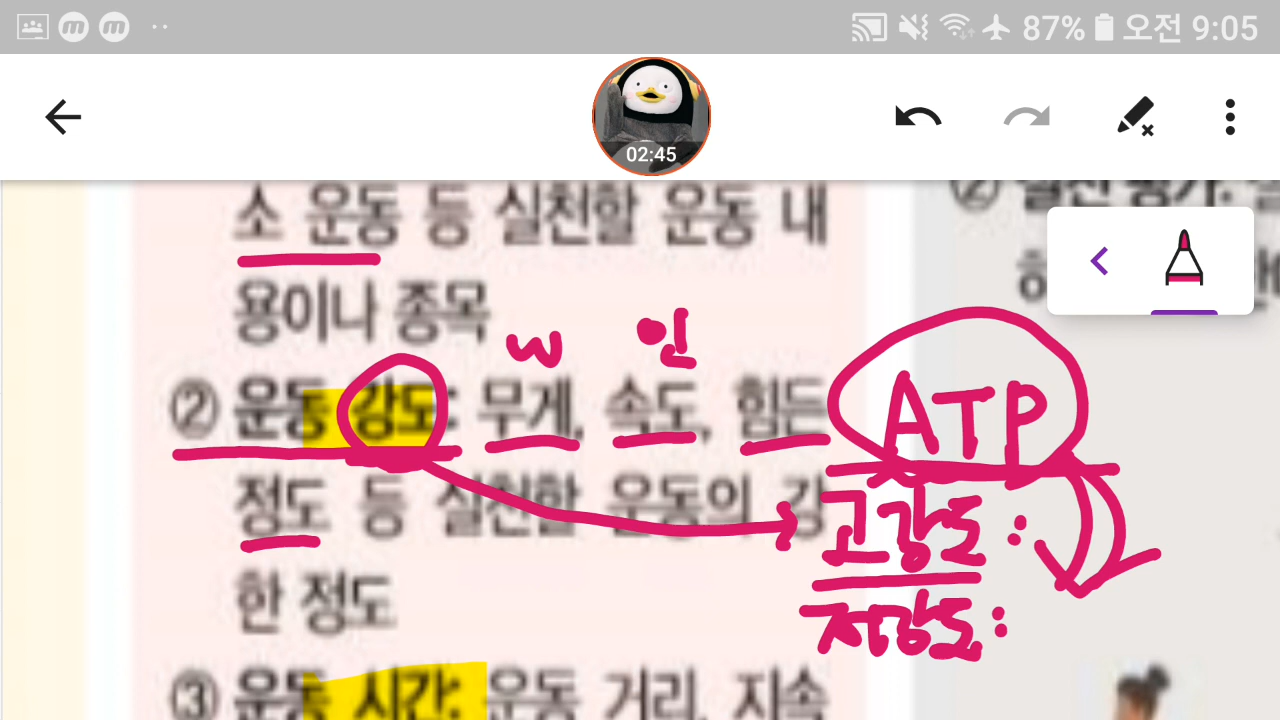 87% 오전 9:05
02:45
소 운동 등 실천할 운동 내
용이나 종목
W 인
② 운동 강도: 무게, 속도, 힘든
ATP
정도 등 실천할 운동의 강
고강도:
한 정도
저강도:
③ 운동 시간: 운동 거리, 지속